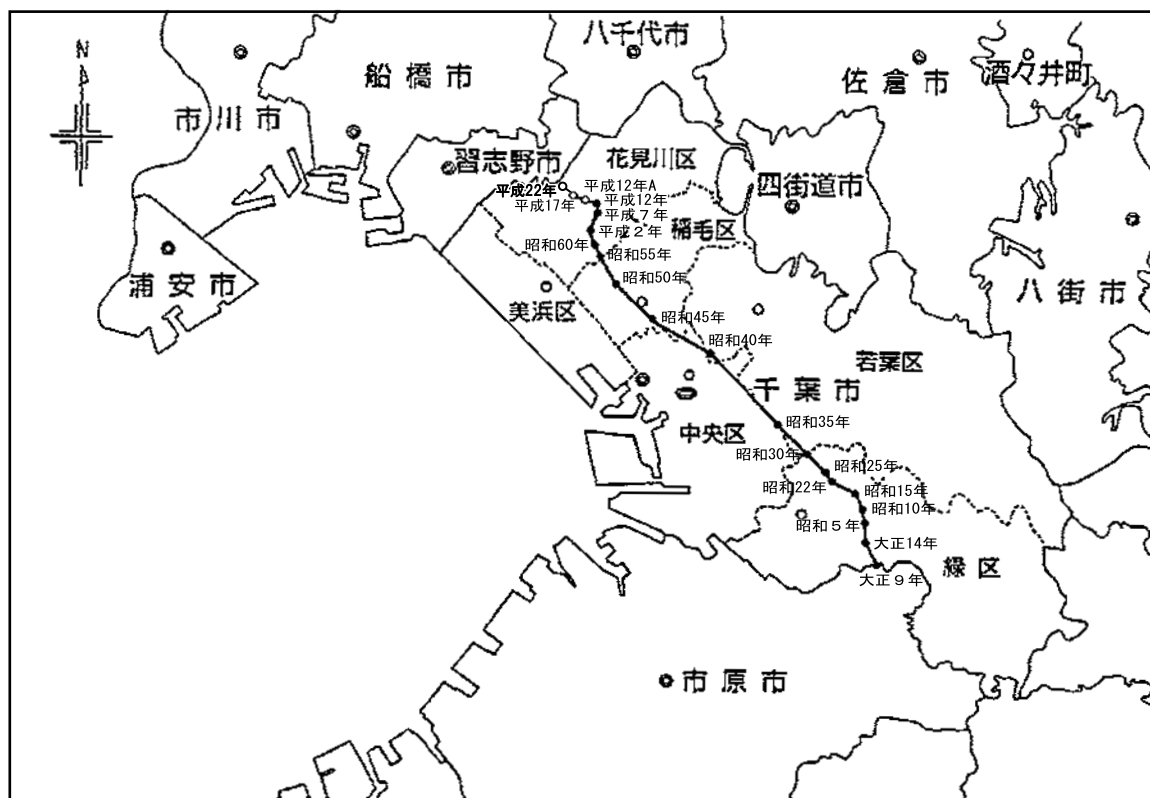 N
八千代市
船橋市
市川市
佐倉市
酒々井町
習志野市
花見川区
四街道市
平成22年
平成12年A
平成17年
平成12年
平成７年
平成２年
稲毛区
昭和60年
昭和55年
昭和50年
浦安市
美浜区
八街市
昭和45年
昭和40年
若葉区
千葉市
中央区
昭和35年
昭和30年
昭和25年
昭和22年
昭和15年
昭和10年
昭和５年
大正14年
大正９年
緑区
市原市